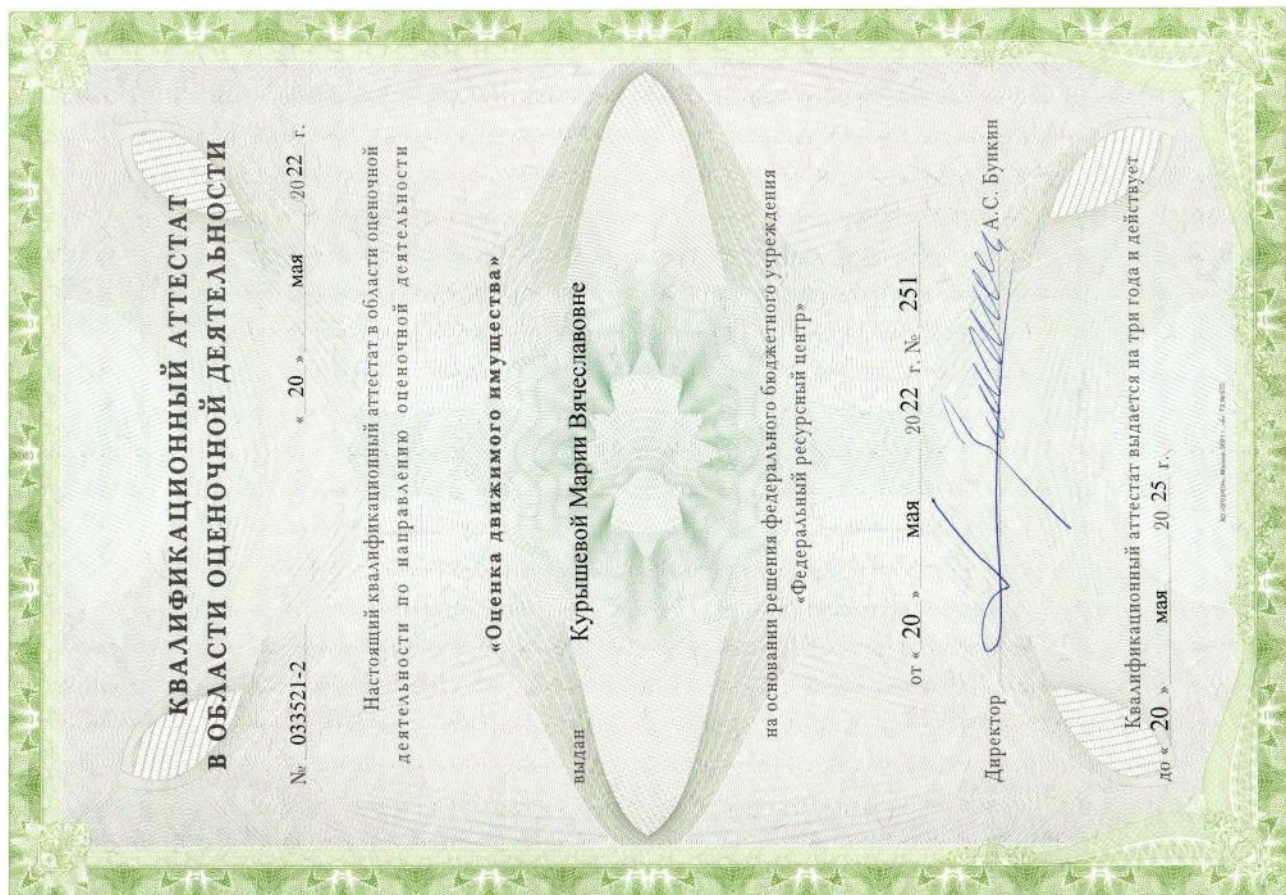 КВАЛИФИКАЦИОННЫЙ АТТЕСТАТ
В ОБЛАСТИ ОЦЕНОЧНОЙ ДЕЯТЕЛЬНОСТИ
№ 033521-2 « 20 » мая 2022 г.
Настоящий квалификационный аттестат в области оценочной
деятельности по направлению оценочной деятельности
«Оценка движимого имущества»
выдан Курышевой Марии Вячеславовне
на основании решения федерального бюджетного учреждения
«Федеральный ресурсный центр»
от « 20 » мая 2022 г. № 251
Директор А.С. Бункин
Квалификационный аттестат выдается на три года и действует
до « 20 » мая 2025 г.